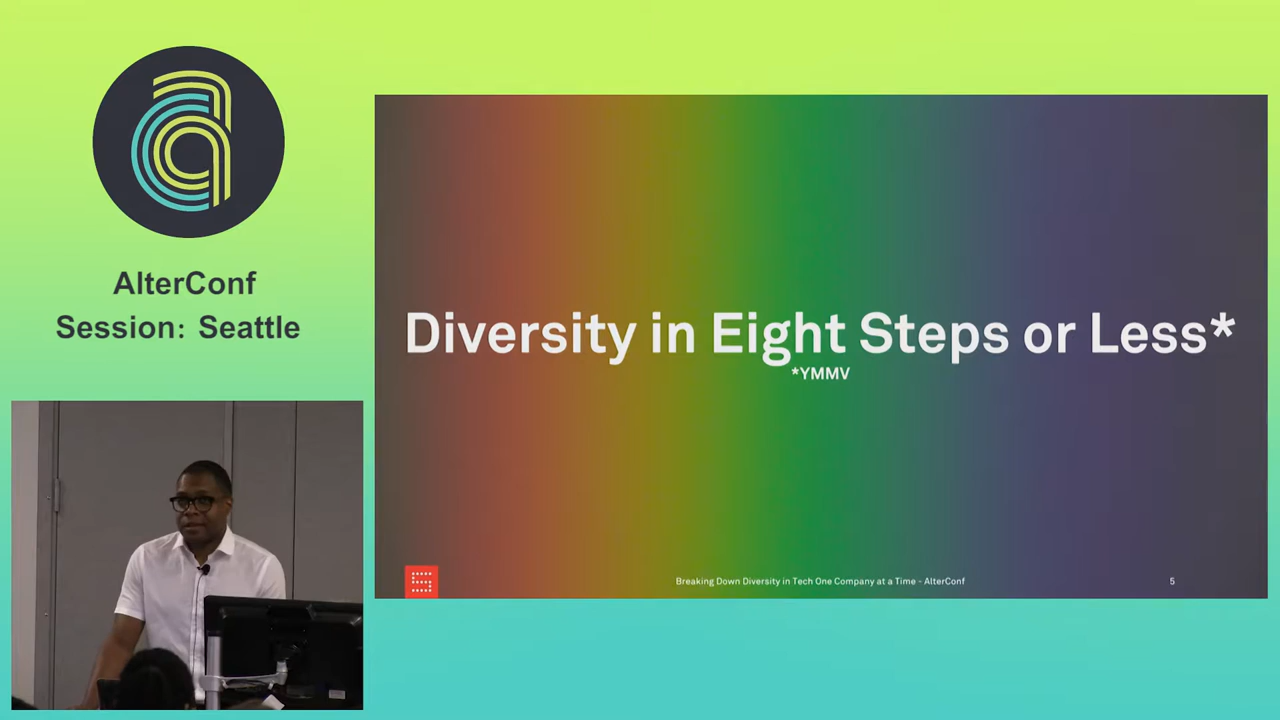 AlterConf
Session: Seattle
Diversity in Eight Steps or Less*
*YMMV
Breaking Down Diversity in Tech One Company at a Time - AlterConf
5